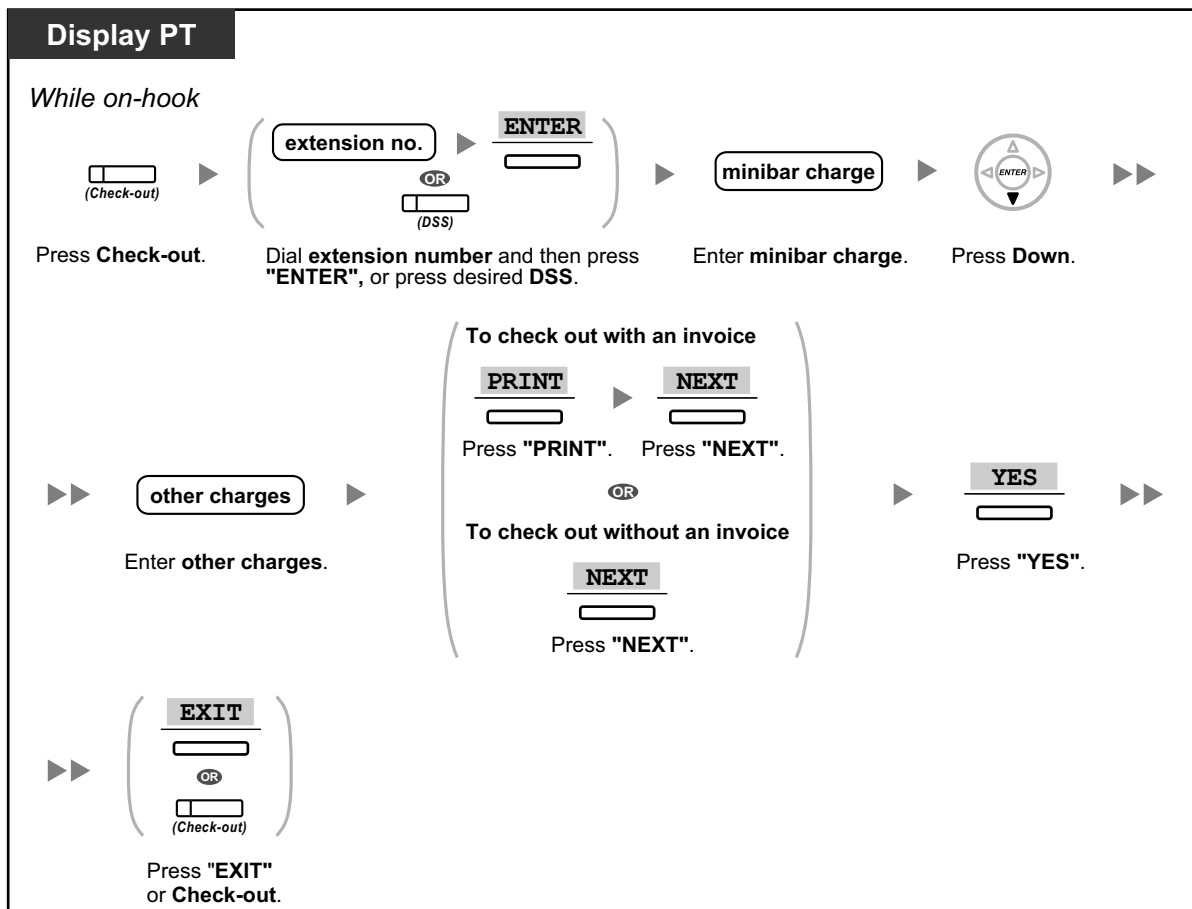 Display PT
While on-hook
(Check-out)
Press Check-out.
extension no.
ENTER
OR
(DSS)
Dial extension number and then press
"ENTER", or press desired DSS.
minibar charge
Enter minibar charge.
ENTER
Press Down.
other charges
Enter other charges.
To check out with an invoice
PRINT
NEXT
Press "PRINT".
Press "NEXT".
OR
To check out without an invoice
NEXT
Press "NEXT".
YES
Press "YES".
EXIT
OR
(Check-out)
Press "EXIT"
or Check-out.